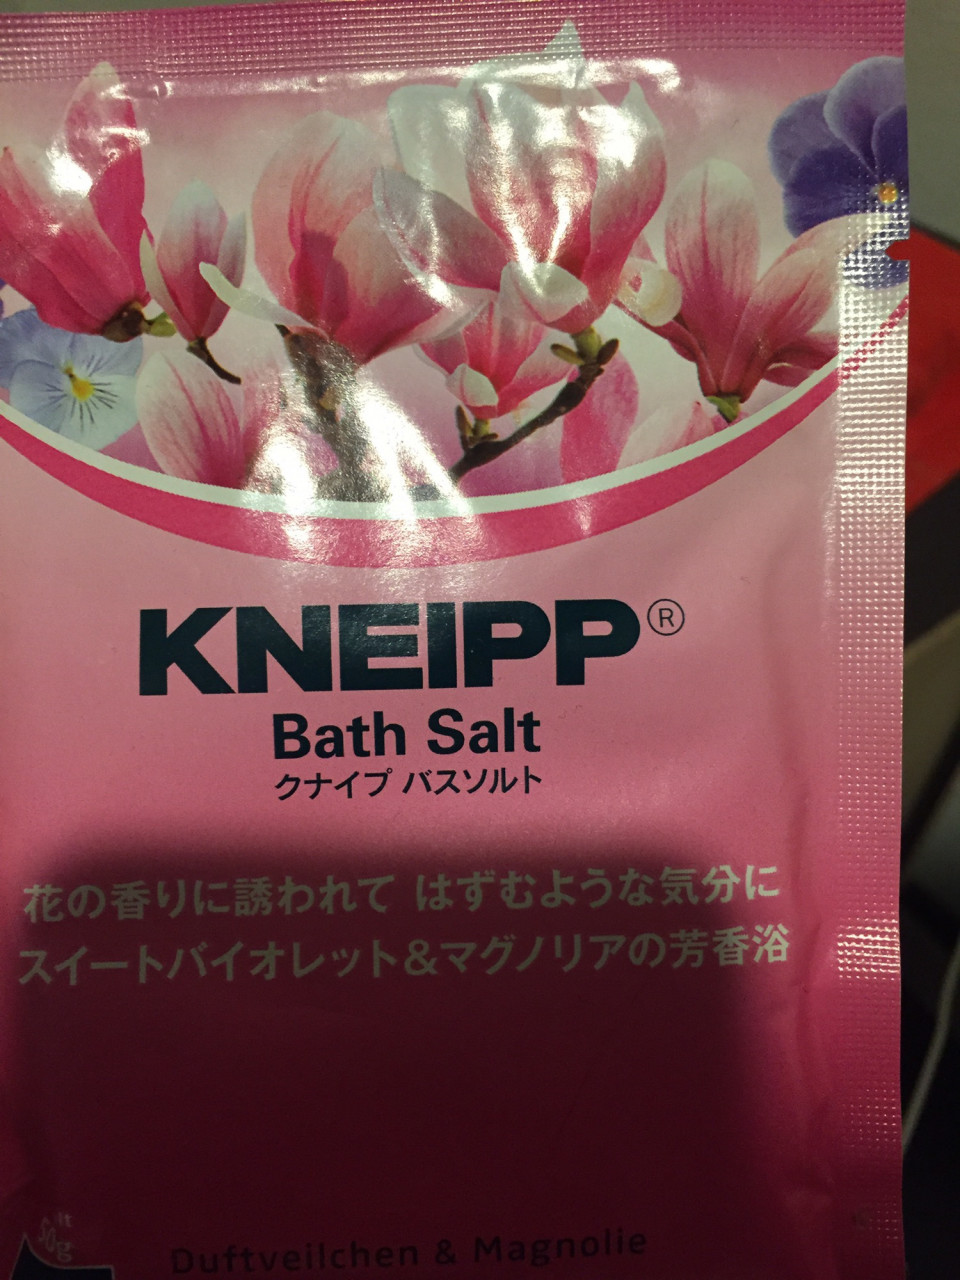 KNEIPP®
Bath Salt
クナイプ バスソルト
花の香りに誘われて はずむような気分に
スイートバイオレット&マグノリアの芳香浴
50g
Duftveilchen & Magnolie